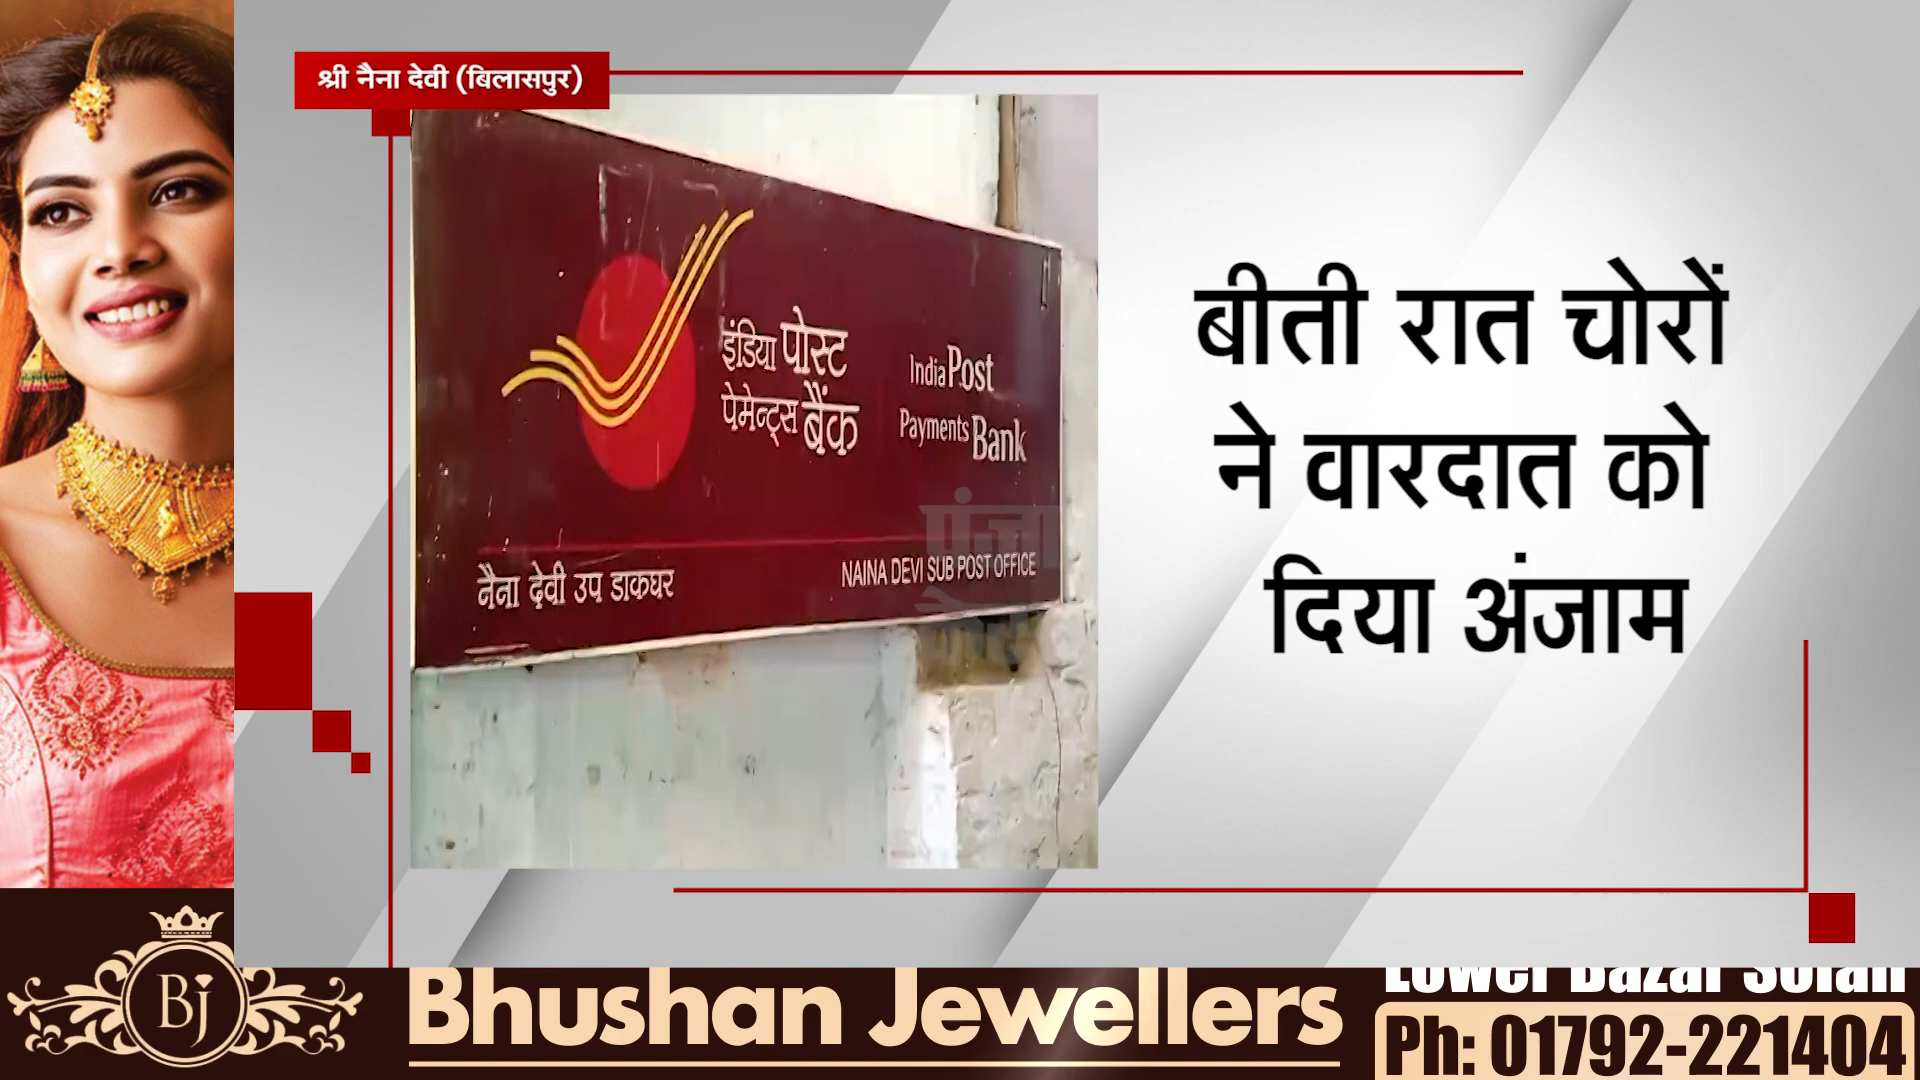 श्री नैना देवी (बिलासपुर)
इंडिया पोस्ट
पेमेन्ट्स बैंक
India Post
Payments Bank
नैना देवी उप डाकघर
NAINA DEVI SUB POST OFFICE
बीती रात चोरों
ने वारदात को
दिया अंजाम
BJ
Bhushan Jewellers
Lower Bazar Solan
Ph: 01792-221404